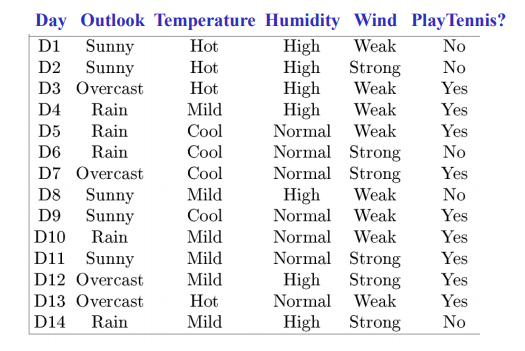 Day Outlook Temperature Humidity Wind PlayTennis?
D1 Sunny Hot High Weak No
D2 Sunny Hot High Strong No
D3 Overcast Hot High Weak Yes
D4 Rain Mild High Weak Yes
D5 Rain Cool Normal Weak Yes
D6 Rain Cool Normal Strong No
D7 Overcast Cool Normal Strong Yes
D8 Sunny Mild High Weak No
D9 Sunny Cool Normal Weak Yes
D10 Rain Mild Normal Weak Yes
D11 Sunny Mild Normal Strong Yes
D12 Overcast Mild High Strong Yes
D13 Overcast Hot Normal Weak Yes
D14 Rain Mild High Strong No